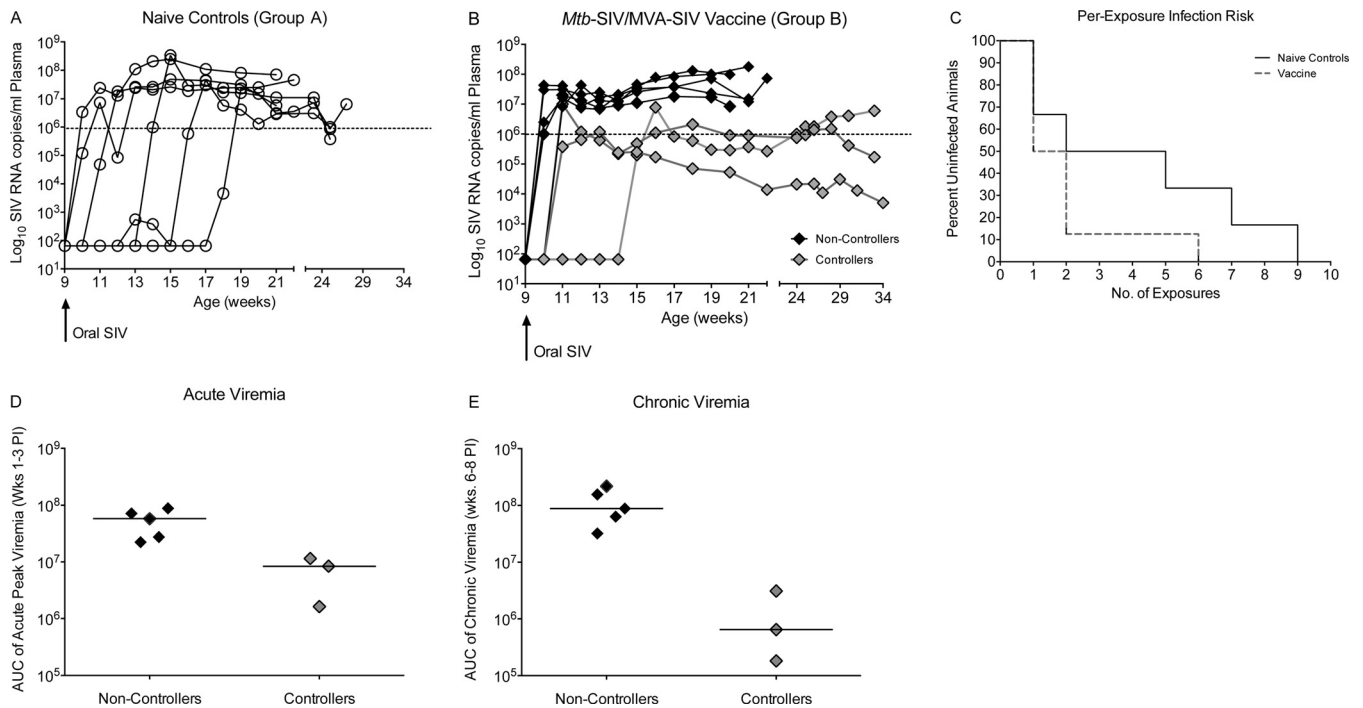 A
Naive Controls (Group A)
Log10 SIV RNA copies/ml Plasma
10^9
10^8
10^7
10^6
10^5
10^4
10^3
10^2
10^1
9 11 13 15 17 19 21 24 29 34
Age (weeks)
Oral SIV
B
Mtb-SIV/MVA-SIV Vaccine (Group B)
Log10 SIV RNA copies/ml Plasma
10^9
10^8
10^7
10^6
10^5
10^4
10^3
10^2
10^1
Non-Controllers
Controllers
9 11 13 15 17 19 21 24 29 34
Age (weeks)
Oral SIV
C
Per-Exposure Infection Risk
Percent Uninfected Animals
100
90
80
70
60
50
40
30
20
10
0
Naive Controls
Vaccine
0 1 2 3 4 5 6 7 8 9 10
No. of Exposures
D
Acute Viremia
AUC of Acute Peak Viremia (Wks 1-3 PI)
10^9
10^8
10^7
10^6
10^5
Non-Controllers Controllers
E
Chronic Viremia
AUC of Chronic Viremia (wks. 6-8 PI)
10^9
10^8
10^7
10^6
10^5
Non-Controllers Controllers